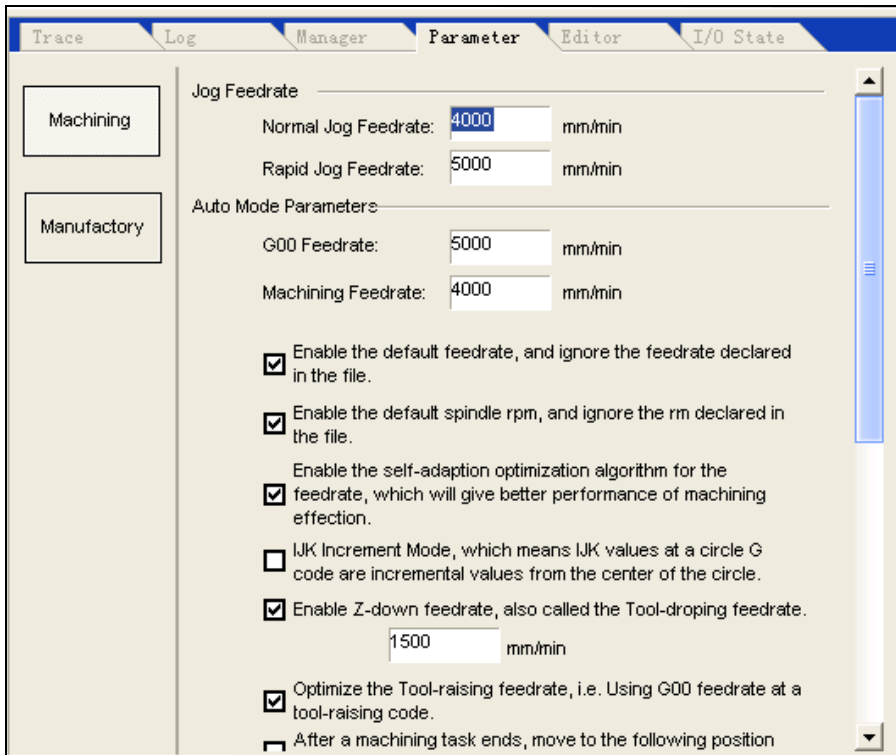 Trace Log Manager Parameter Editor I/O State
Machining
Manufactory
Jog Feedrate
Normal Jog Feedrate: 4000 mm/min
Rapid Jog Feedrate: 5000 mm/min
Auto Mode Parameters
G00 Feedrate: 5000 mm/min
Machining Feedrate: 4000 mm/min
Enable the default feedrate, and ignore the feedrate declared
in the file.
Enable the default spindle rpm, and ignore the rm declared in
the file.
Enable the self-adaption optimization algorithm for the
feedrate, which will give better performance of machining
effection.
IJK Increment Mode, which means IJK values at a circle G
code are incremental values from the center of the circle.
Enable Z-down feedrate, also called the Tool-droping feedrate.
1500 mm/min
Optimize the Tool-raising feedrate, i.e. Using G00 feedrate at a
tool-raising code.
After a machining task ends, move to the following position